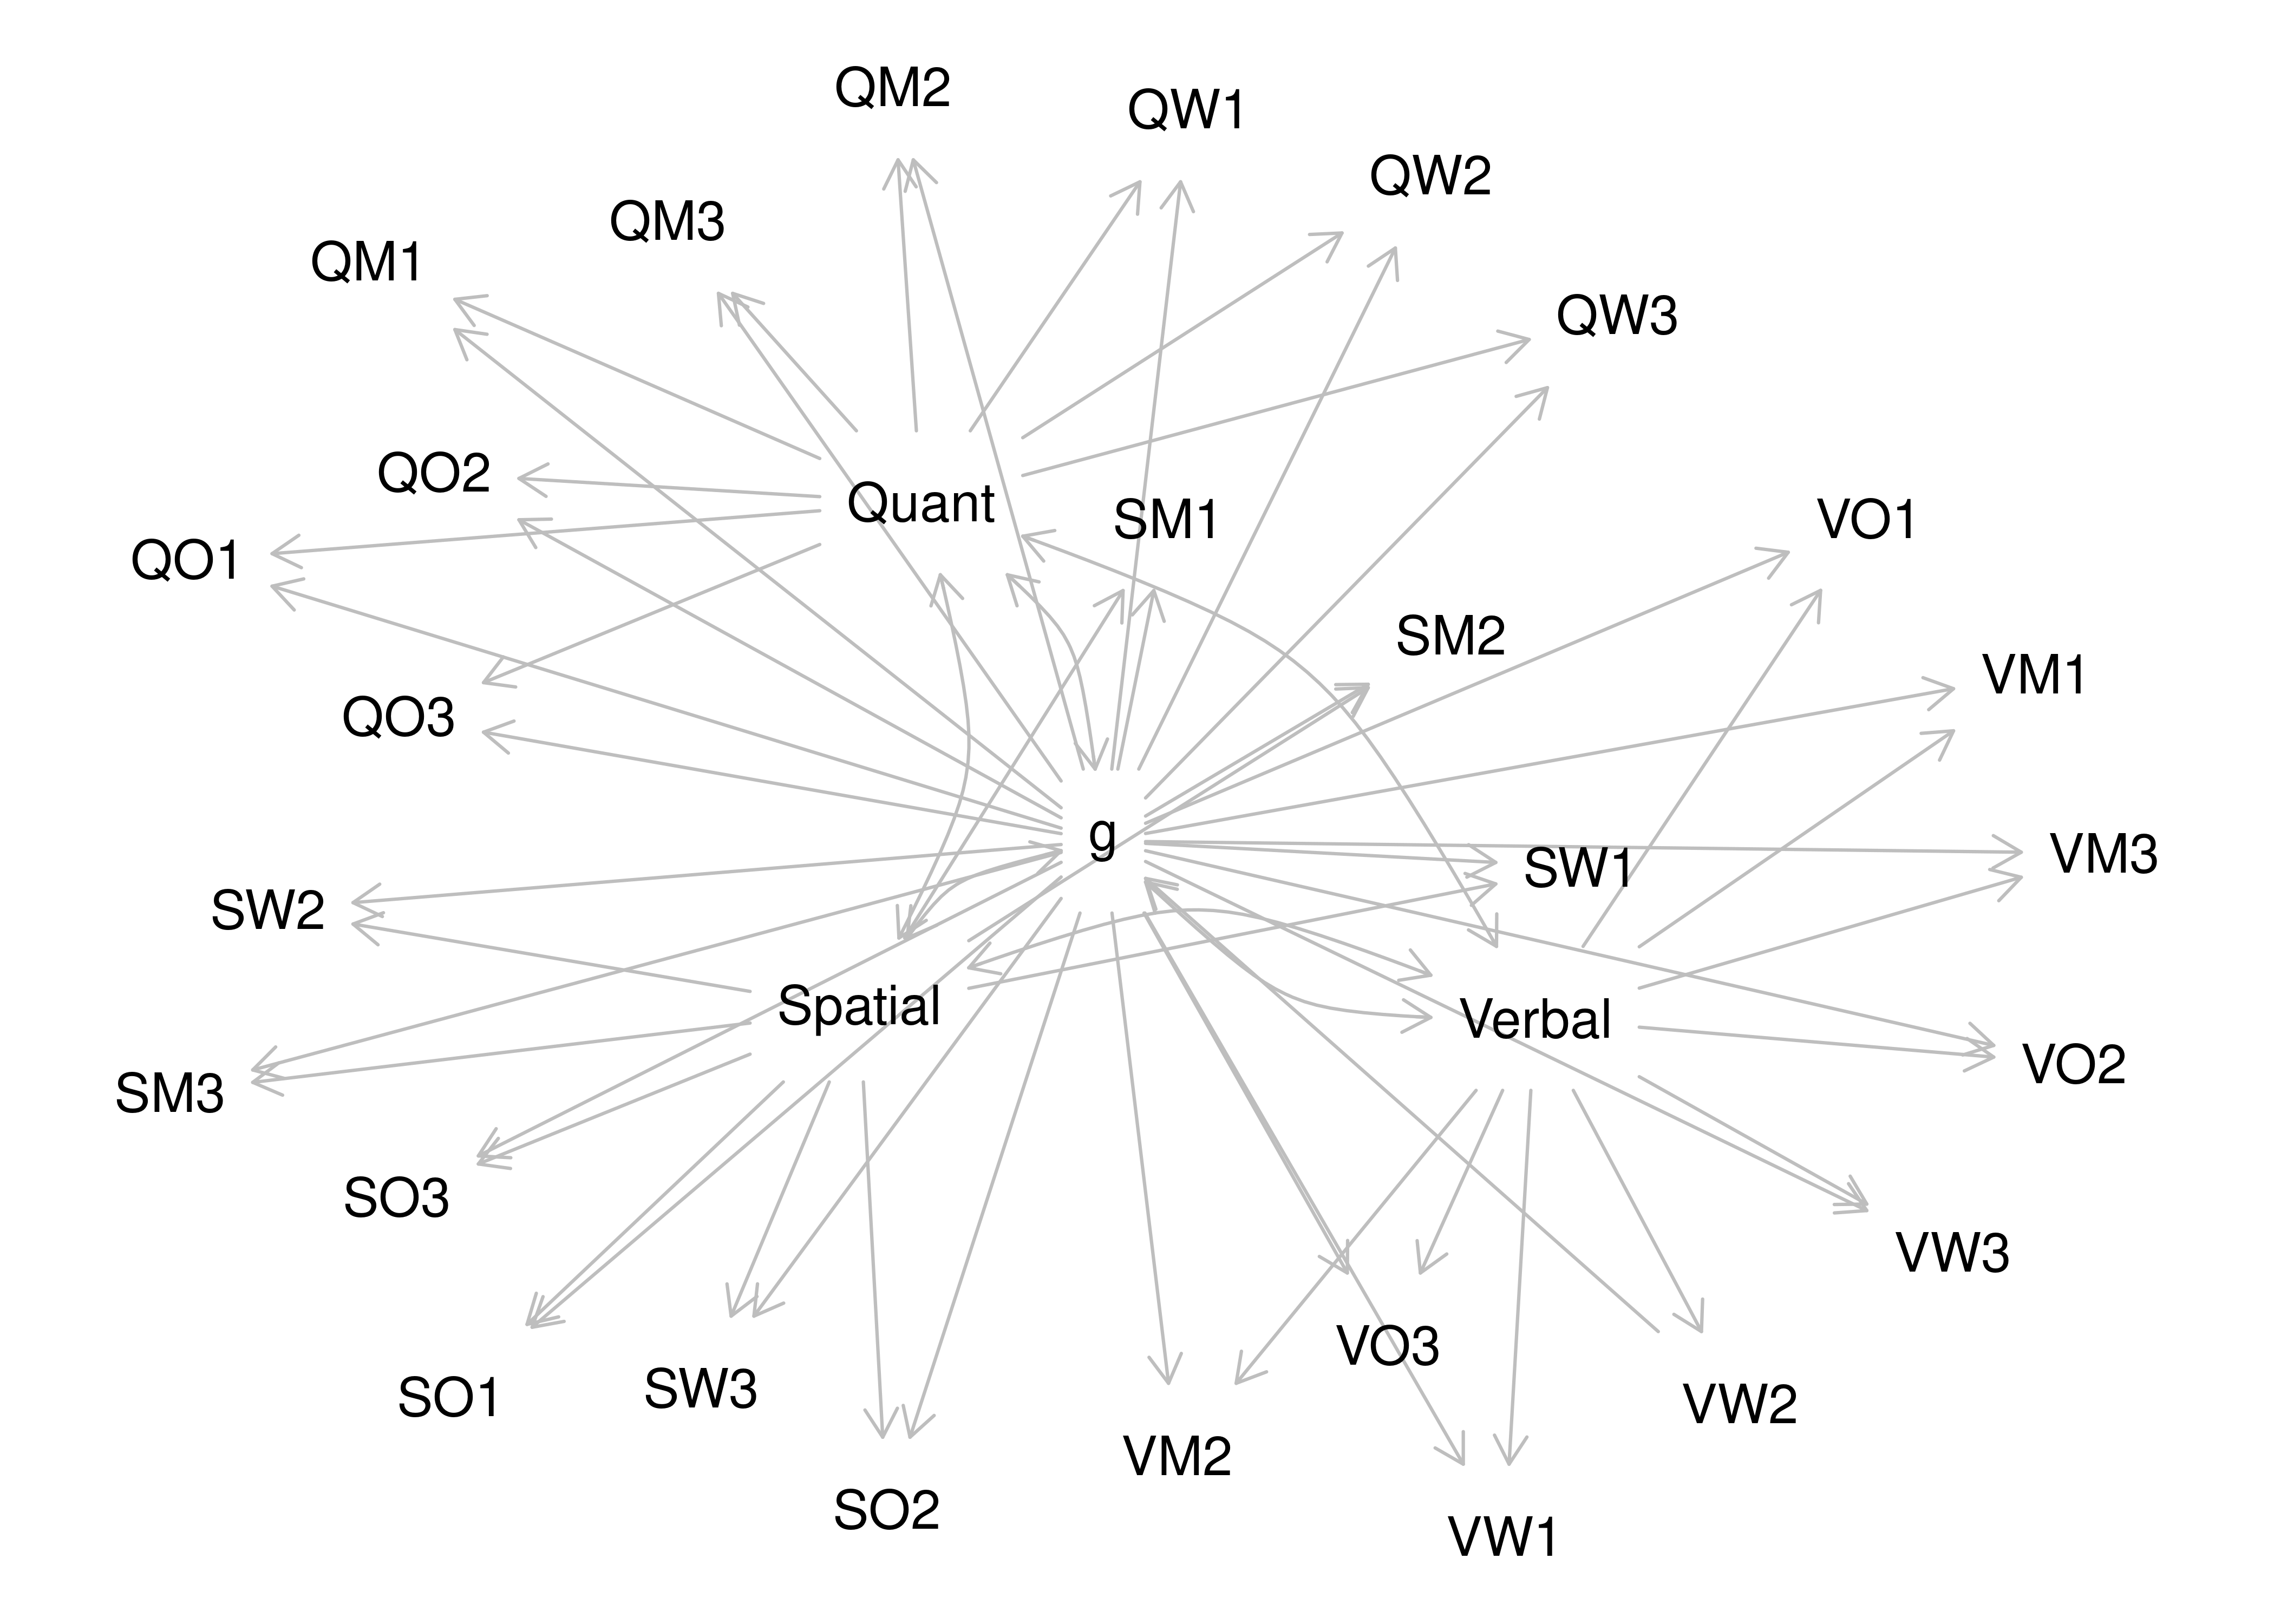 QM2
QW1
QW2
QM3
QM1
QW3
QO2
Quant
SM1
VO1
QO1
SM2
VM1
QO3
g
VM3
SW1
SW2
Spatial
Verbal
VO2
SM3
SO3
VW3
VO3
SO1
SW3
VW2
VM2
SO2
VW1